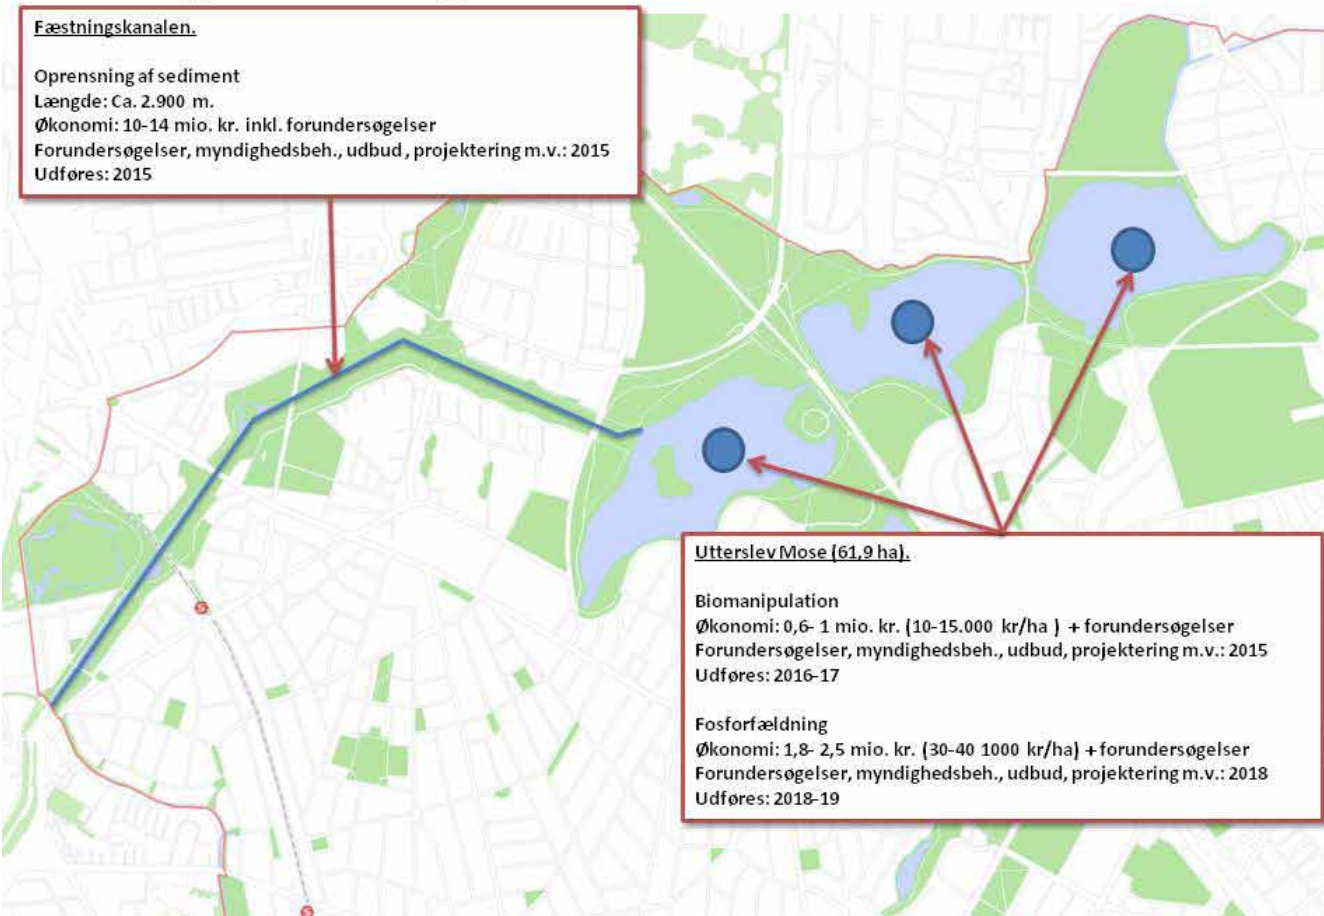 Fæstningskanalen.
Oprensning af sediment
Længde: Ca. 2.900 m.
Økonomi: 10-14 mio. kr. inkl. forundersøgelser
Forundersøgelser, myndighedsbeh., udbud, projektering m.v.: 2015
Udføres: 2015
Utterslev Mose (61,9 ha).
Biomanipulation
Økonomi: 0,6- 1 mio. kr. (10-15.000 kr/ha ) + forundersøgelser
Forundersøgelser, myndighedsbeh., udbud, projektering m.v.: 2015
Udføres: 2016-17
Fosforfældning
Økonomi: 1,8- 2,5 mio. kr. (30-40 1000 kr/ha) + forundersøgelser
Forundersøgelser, myndighedsbeh., udbud, projektering m.v.: 2018
Udføres: 2018-19
S
S